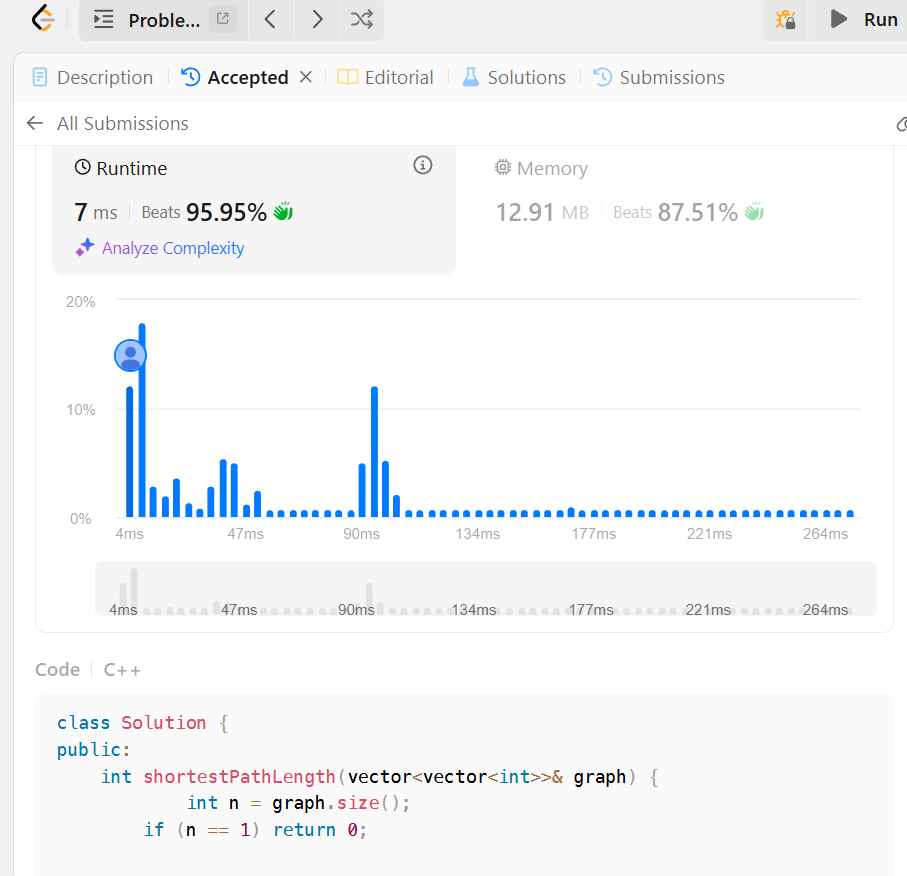 Proble... Run
Description Accepted Editorial Solutions Submissions
All Submissions
Runtime
7 ms Beats 95.95%
Analyze Complexity
Memory
12.91 MB Beats 87.51%
20%
10%
0%
4ms 47ms 90ms 134ms 177ms 221ms 264ms
4ms 47ms 90ms 134ms 177ms 221ms 264ms
Code C++
class Solution {
public:
    int shortestPathLength(vector<vector<int>>& graph) {
            int n = graph.size();
        if (n == 1) return 0;